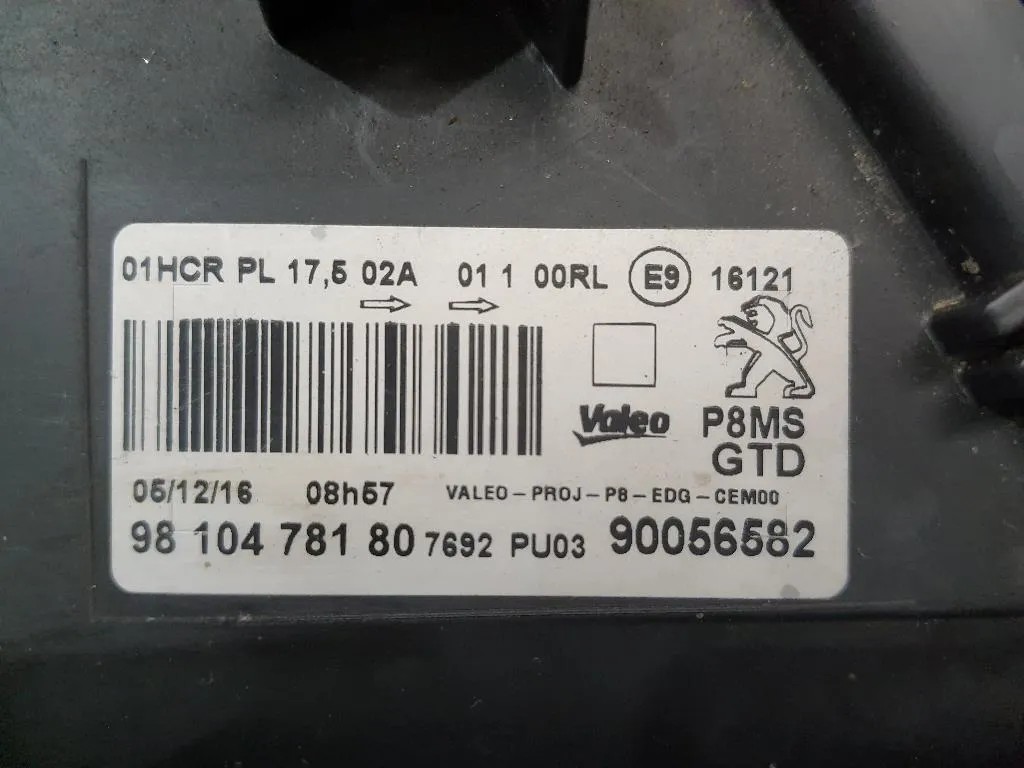 01HCR PL 17,5 02A 01 1 00RL E9 16121
Valeo P8MS
GTD
05/12/16 08h57 VALEO-PROJ-P8-EDG-CEM00
98 104 781 80 7692 PU03 90056582